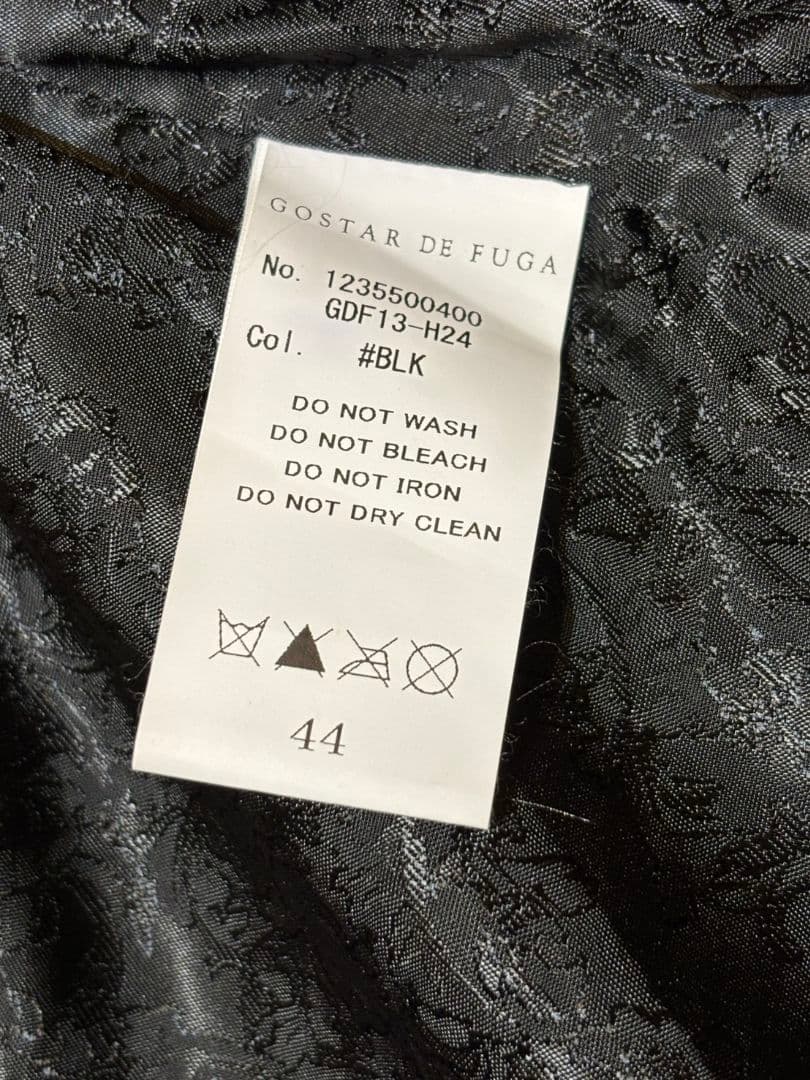 GOSTAR DE FUGA
No. 1235500400
GDF13-H24
Col. #BLK
DO NOT WASH
DO NOT BLEACH
DO NOT IRON
DO NOT DRY CLEAN
44